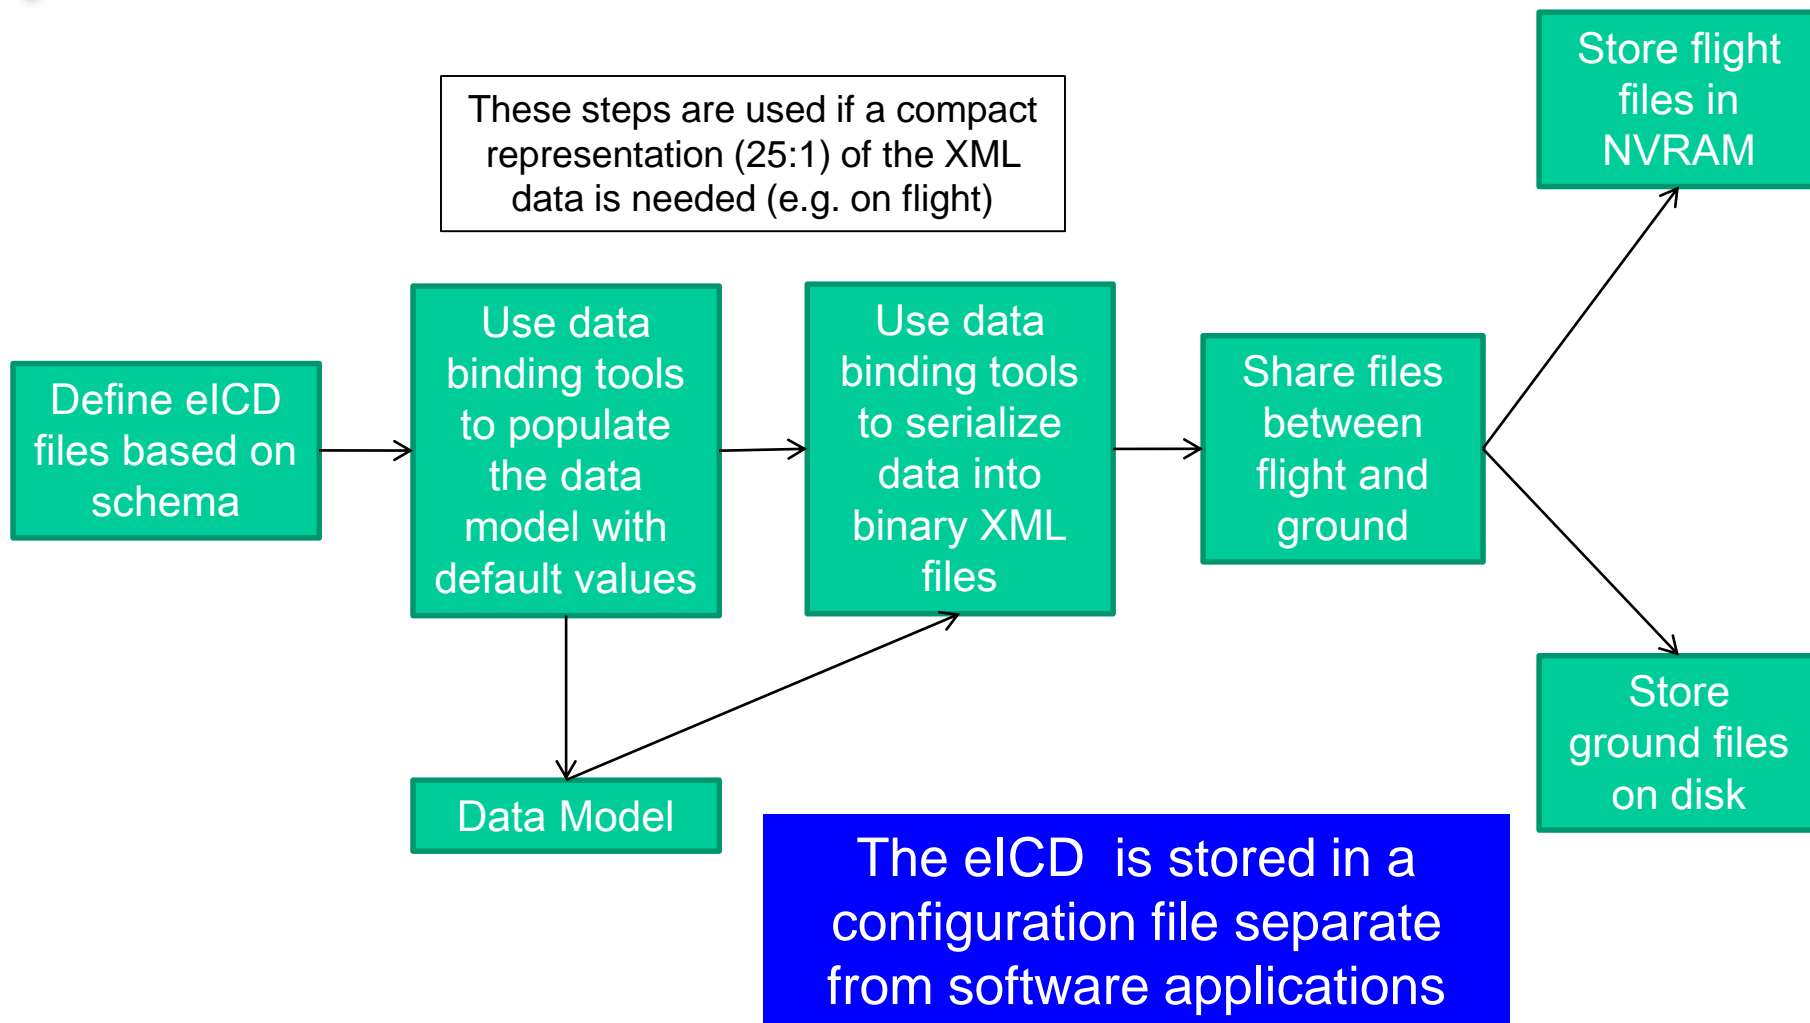 These steps are used if a compact
representation (25:1) of the XML
data is needed (e.g. on flight)
Define eICD
files based on
schema
Use data
binding tools
to populate
the data
model with
default values
Use data
binding tools
to serialize
data into
binary XML
files
Share files
between
flight and
ground
Store flight
files in
NVRAM
Store
ground files
on disk
Data Model
The eICD  is stored in a
configuration file separate
from software applications